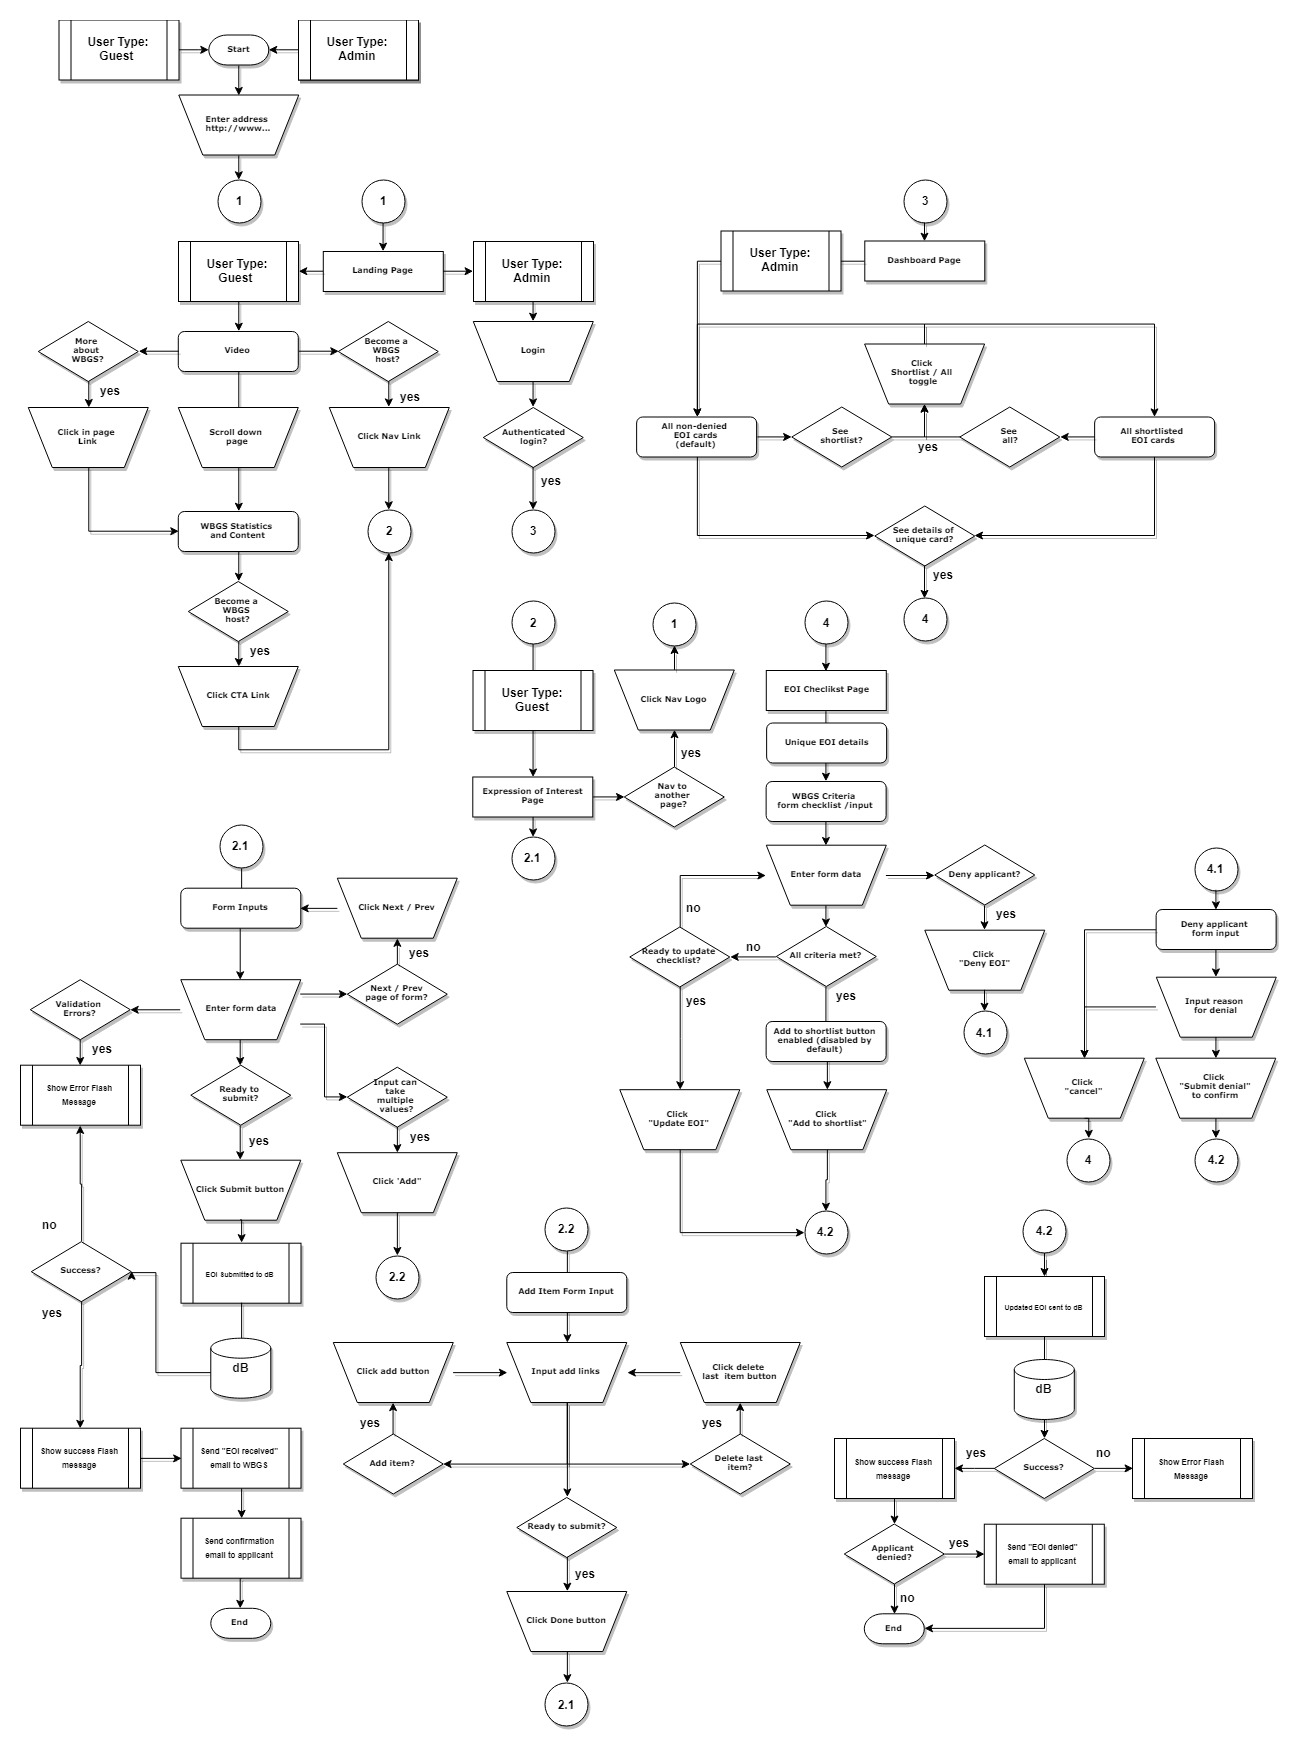 User Type:
Guest
Start
User Type:
Admin
Enter address
http://www...
1
1
User Type:
Guest
Landing Page
User Type:
Admin
More
about
WBGS?
Video
Become a
WBGS
host?
Login
yes
yes
Click in page
Link
Scroll down
page
Click Nav Link
Authenticated
login?
yes
WBGS Statistics
and Content
2
3
Become a
WBGS
host?
yes
Click CTA Link
3
User Type:
Admin
Dashboard Page
Click
Shortlist / All
toggle
All non-denied
EOI cards
(default)
See
shortlist?
yes
See
all?
All shortlisted
EOI cards
See details of
unique card?
yes
4
2
User Type:
Guest
Expression of Interest
Page
2.1
1
Click Nav Logo
yes
Nav to
another
page?
4
EOI Checlikst Page
Unique EOI details
WBGS Criteria
form checklist /input
Enter form data
Deny applicant?
yes
Click
"Deny EOI"
4.1
no
Ready to update
checklist?
no
All criteria met?
yes
yes
Add to shortlist button
enabled (disabled by
default)
Click
"Update EOI"
Click
"Add to shortlist"
4.2
4.1
Deny applicant
form input
Input reason
for denial
Click
"cancel"
Click
"Submit denial"
to confirm
4
4.2
2.1
Form Inputs
Click Next / Prev
yes
Validation
Errors?
Enter form data
Next / Prev
page of form?
yes
Show Error Flash
Message
Ready to
submit?
Input can
take
multiple
values?
yes
yes
Click Submit button
Click 'Add"
no
Success?
EOI Submitted to dB
2.2
yes
dB
Show success Flash
message
Send "EOI received"
email to WBGS
Send confirmation
email to applicant
End
2.2
Add Item Form Input
Click add button
Input add links
Click delete
last  item button
yes
yes
Add item?
Delete last
item?
Ready to submit?
yes
Click Done button
2.1
4.2
Updated EOI sent to dB
dB
Show success Flash
message
yes
Success?
no
Show Error Flash
Message
Applicant
denied?
yes
Send "EOI denied"
email to applicant
no
End